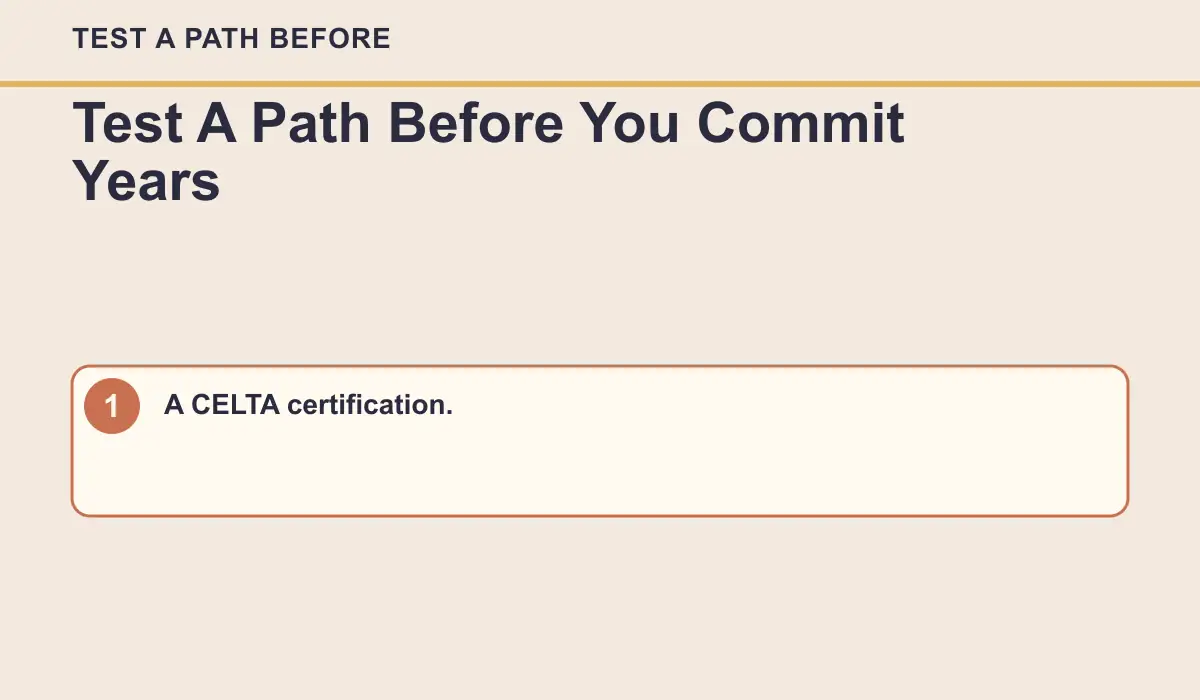 TEST A PATH BEFORE
Test A Path Before You Commit
Years
1 A CELTA certification.